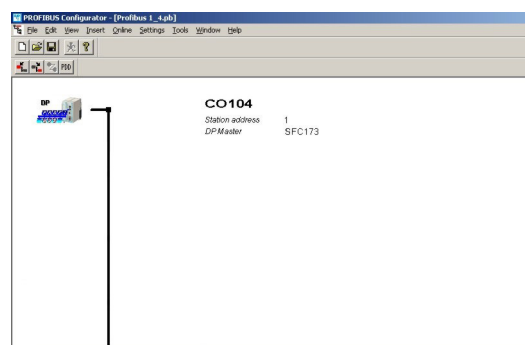 PROFIBUS Configurator - [Profibus 1_4.pb]
File Edit View Insert Online Settings Tools Window Help
PDD
DP
CO104
Station address 1
DP Master SFC173